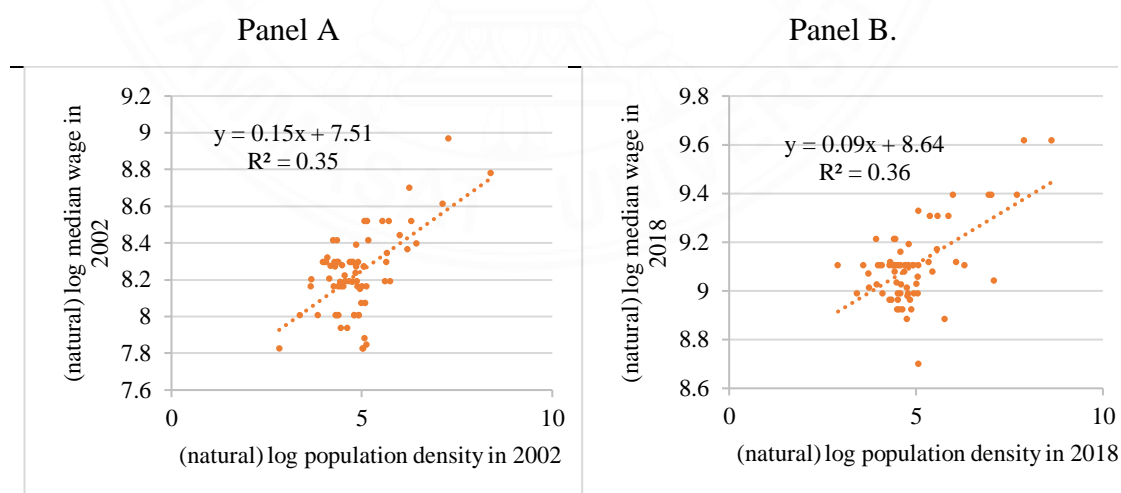 Panel A
Panel B.
9.2
9
8.8
8.6
8.4
8.2
8
7.8
7.6
0
5
10
y = 0.15x + 7.51
R² = 0.35
(natural) log median wage in
2002
(natural) log population density in 2002
9.8
9.6
9.4
9.2
9
8.8
8.6
0
5
10
y = 0.09x + 8.64
R² = 0.36
(natural) log median wage in
2018
(natural) log population density in 2018